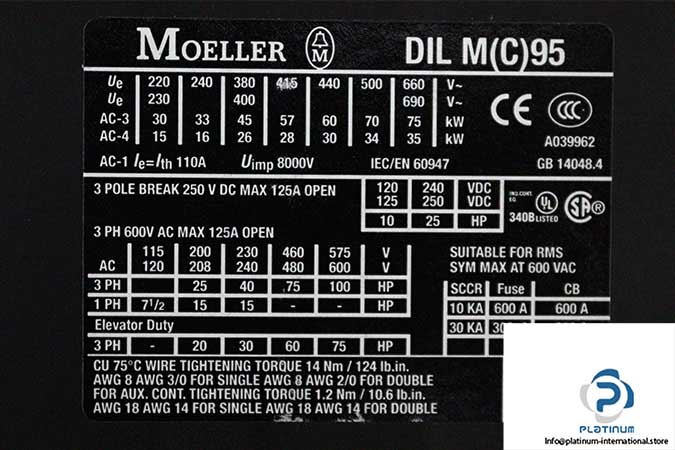 MOELLER M DIL M(C)95
Ue 220 240 380 415 440 500 660 V~
Ue 230 400 690 V~
AC-3 30 33 45 57 60 70 75 kW
AC-4 15 16 26 28 30 34 35 kW
CE CCC
A039962
AC-1 Ie=Ith 110A Uimp 8000V IEC/EN 60947 GB 14048.4
3 POLE BREAK 250 V DC MAX 125A OPEN
120 240 VDC
125 250 VDC
10 25 HP
IND.CONT. EQ.
340B UL LISTED SA
3 PH 600V AC MAX 125A OPEN
115 200 230 460 575 V
AC 120 208 240 480 600 V
3 PH 25 40 75 100 HP
1 PH 7 1/2 15 15 - - HP
Elevator Duty
3 PH - 20 30 60 75 HP
SUITABLE FOR RMS
SYM MAX AT 600 VAC
SCCR Fuse CB
10 KA 600 A 600 A
30 KA
CU 75°C WIRE TIGHTENING TORQUE 14 Nm / 124 lb.in.
AWG 8 AWG 3/0 FOR SINGLE AWG 8 AWG 2/0 FOR DOUBLE
FOR AUX. CONT. TIGHTENING TORQUE 1.2 Nm / 10.6 lb.in.
AWG 18 AWG 14 FOR SINGLE AWG 18 AWG 14 FOR DOUBLE
PLATINUM
Info@platinum-international.store